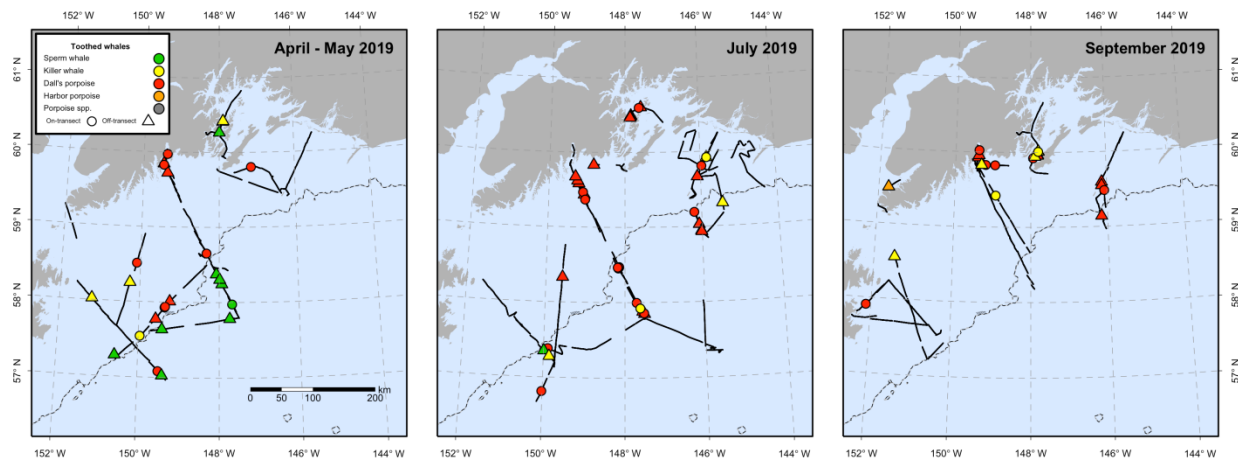 152° W 150° W 148° W 146° W 144° W 152° W 150° W 148° W 146° W 144° W 152° W 150° W 148° W 146° W 144° W
April - May 2019
July 2019
September 2019
Toothed whales
Sperm whale
Killer whale
Dall's porpoise
Harbor porpoise
Porpoise spp.
On-transect Off-transect
61° N
60° N
59° N
58° N
57° N
61° N
60° N
59° N
58° N
57° N
km
0 50 100 200
152° W 150° W 148° W 146° W 144° W 152° W 150° W 148° W 146° W 144° W 152° W 150° W 148° W 146° W 144° W